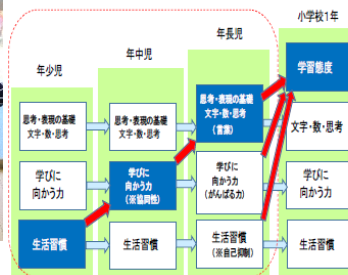 小学校1年
年長児
年中児
年少児
学習態度
思考・表現の基礎
文字・数・思考
(言葉)
思考・表現の基礎
文字・数・思考
思考・表現の基礎
文字・数・思考
文字・数・思考
学びに
向かう力
学びに
向かう力
(※協同性)
学びに
向かう力
(がんばる力)
学びに
向かう力
生活習慣
生活習慣
生活習慣
(※自己抑制)
生活習慣